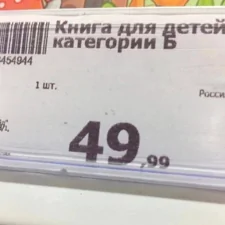 Книга для детей
категории Б
454944
1 шт.
Росси
49,99